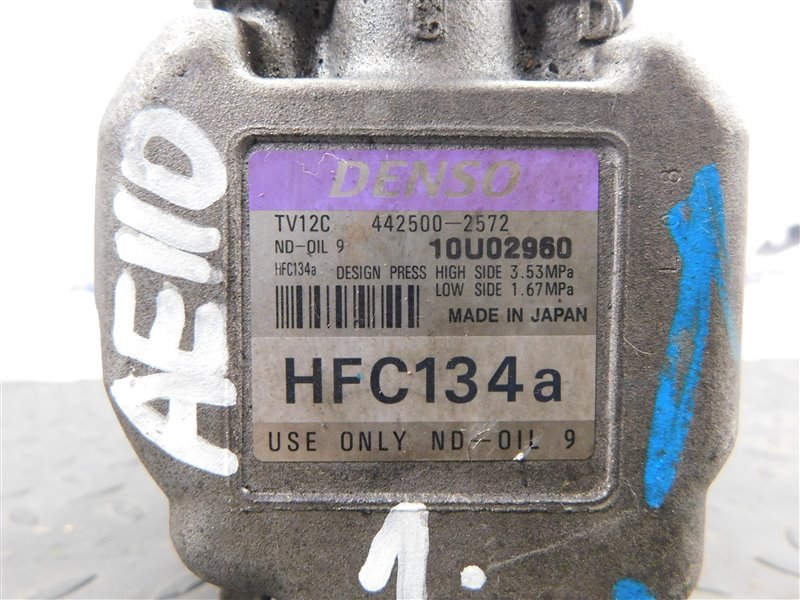 DENSO
TV12C 442500-2572
ND-OIL 9 10U02960
HFC134a DESIGN PRESS HIGH SIDE 3.53MPa
LOW SIDE 1.67MPa
MADE IN JAPAN
HFC134a
USE ONLY ND-OIL 9
AE110
1.